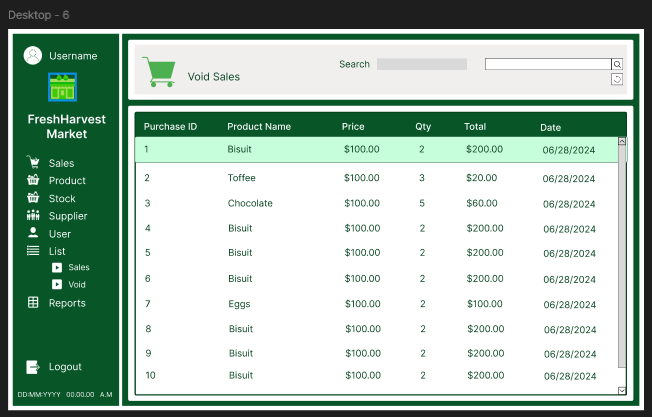 Desktop - 6
Username
FreshHarvest
Market
Sales
Product
Stock
Supplier
User
List
Sales
Void
Reports
Logout
DD:MM:YYYY 00.00.00 A.M
Void Sales
Search
Purchase ID Product Name Price Qty Total Date
1 Bisuit $100.00 2 $200.00 06/28/2024
2 Toffee $100.00 3 $20.00 06/28/2024
3 Chocolate $100.00 5 $60.00 06/28/2024
4 Bisuit $100.00 2 $200.00 06/28/2024
5 Bisuit $100.00 2 $200.00 06/28/2024
6 Bisuit $100.00 2 $200.00 06/28/2024
7 Eggs $100.00 2 $100.00 06/28/2024
8 Bisuit $100.00 2 $200.00 06/28/2024
9 Bisuit $100.00 2 $200.00 06/28/2024
10 Bisuit $100.00 2 $200.00 06/28/2024